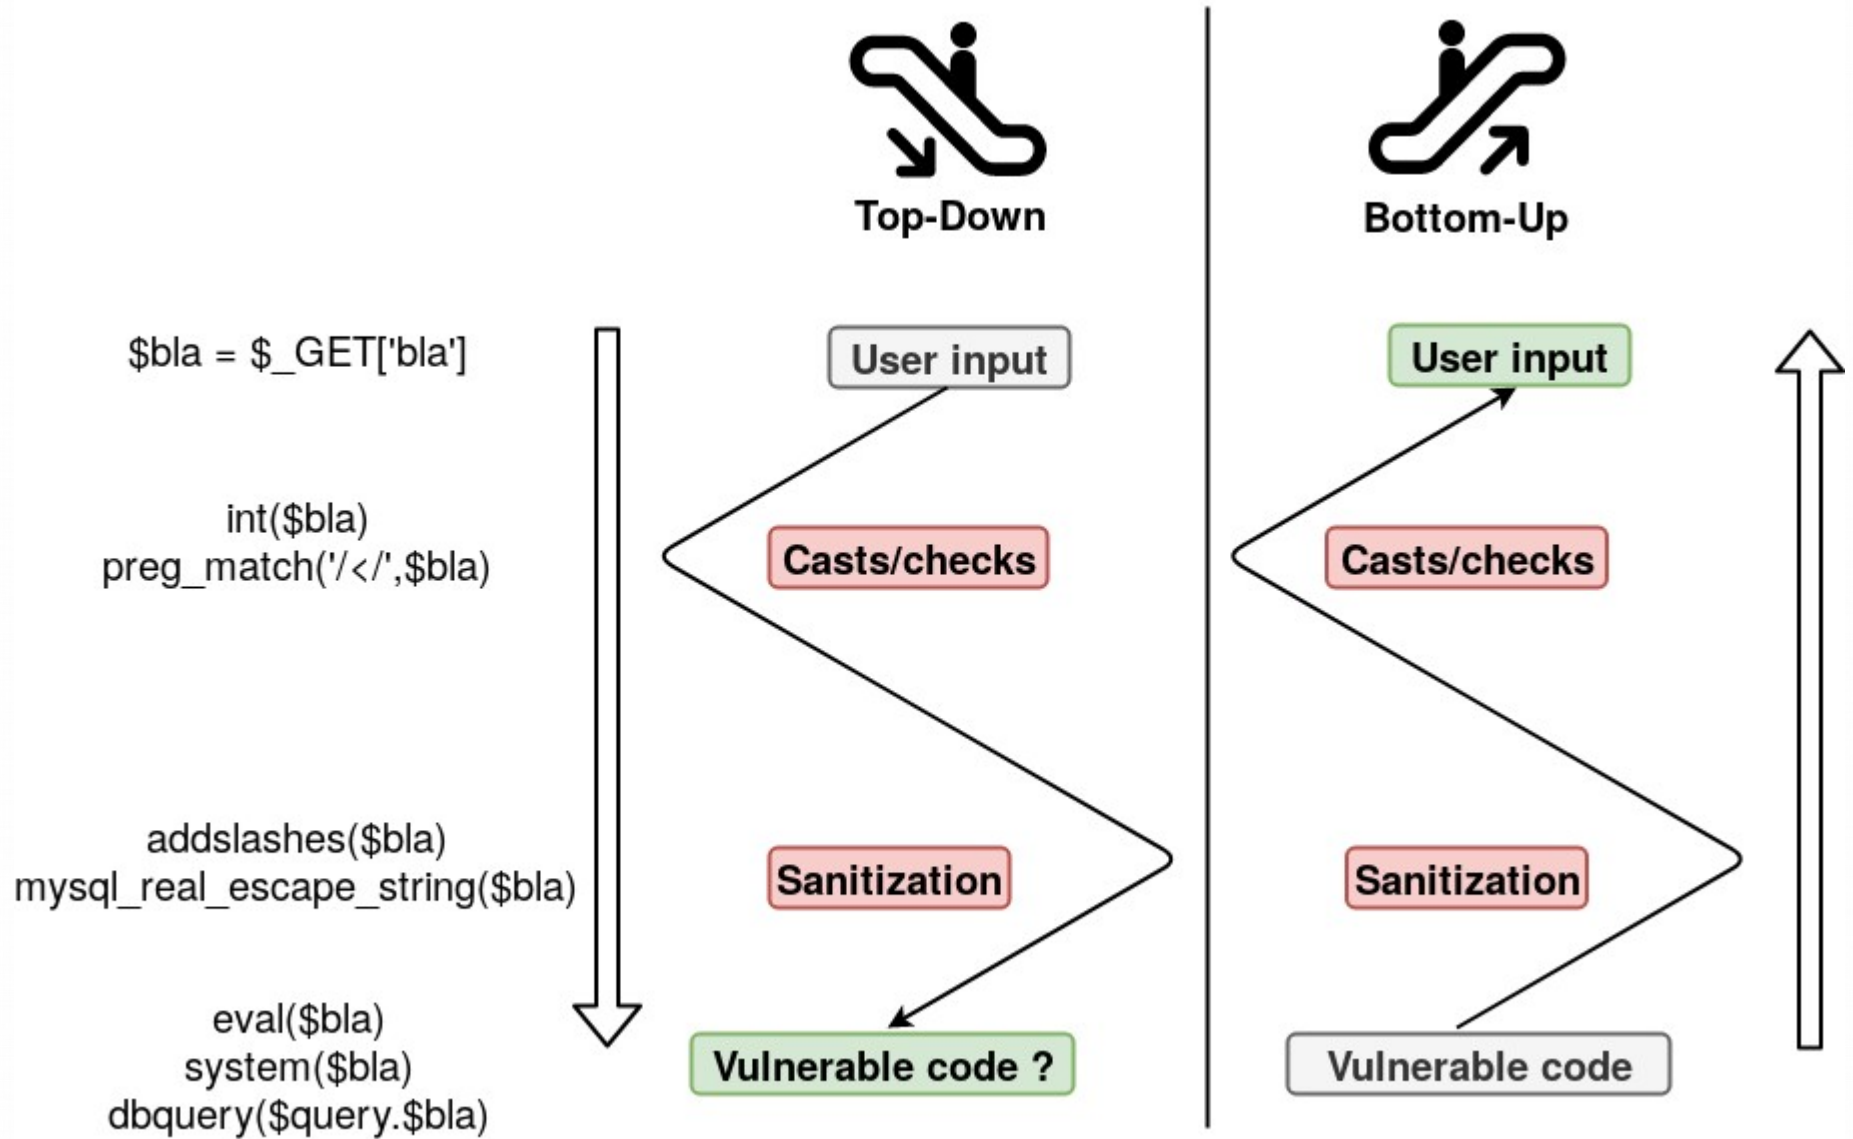 Top-Down
Bottom-Up
$bla = $_GET['bla']
User input
User input
int($bla)
preg_match('/</',$bla)
Casts/checks
Casts/checks
addslashes($bla)
mysql_real_escape_string($bla)
Sanitization
Sanitization
eval($bla)
system($bla)
dbquery($query.$bla)
Vulnerable code ?
Vulnerable code